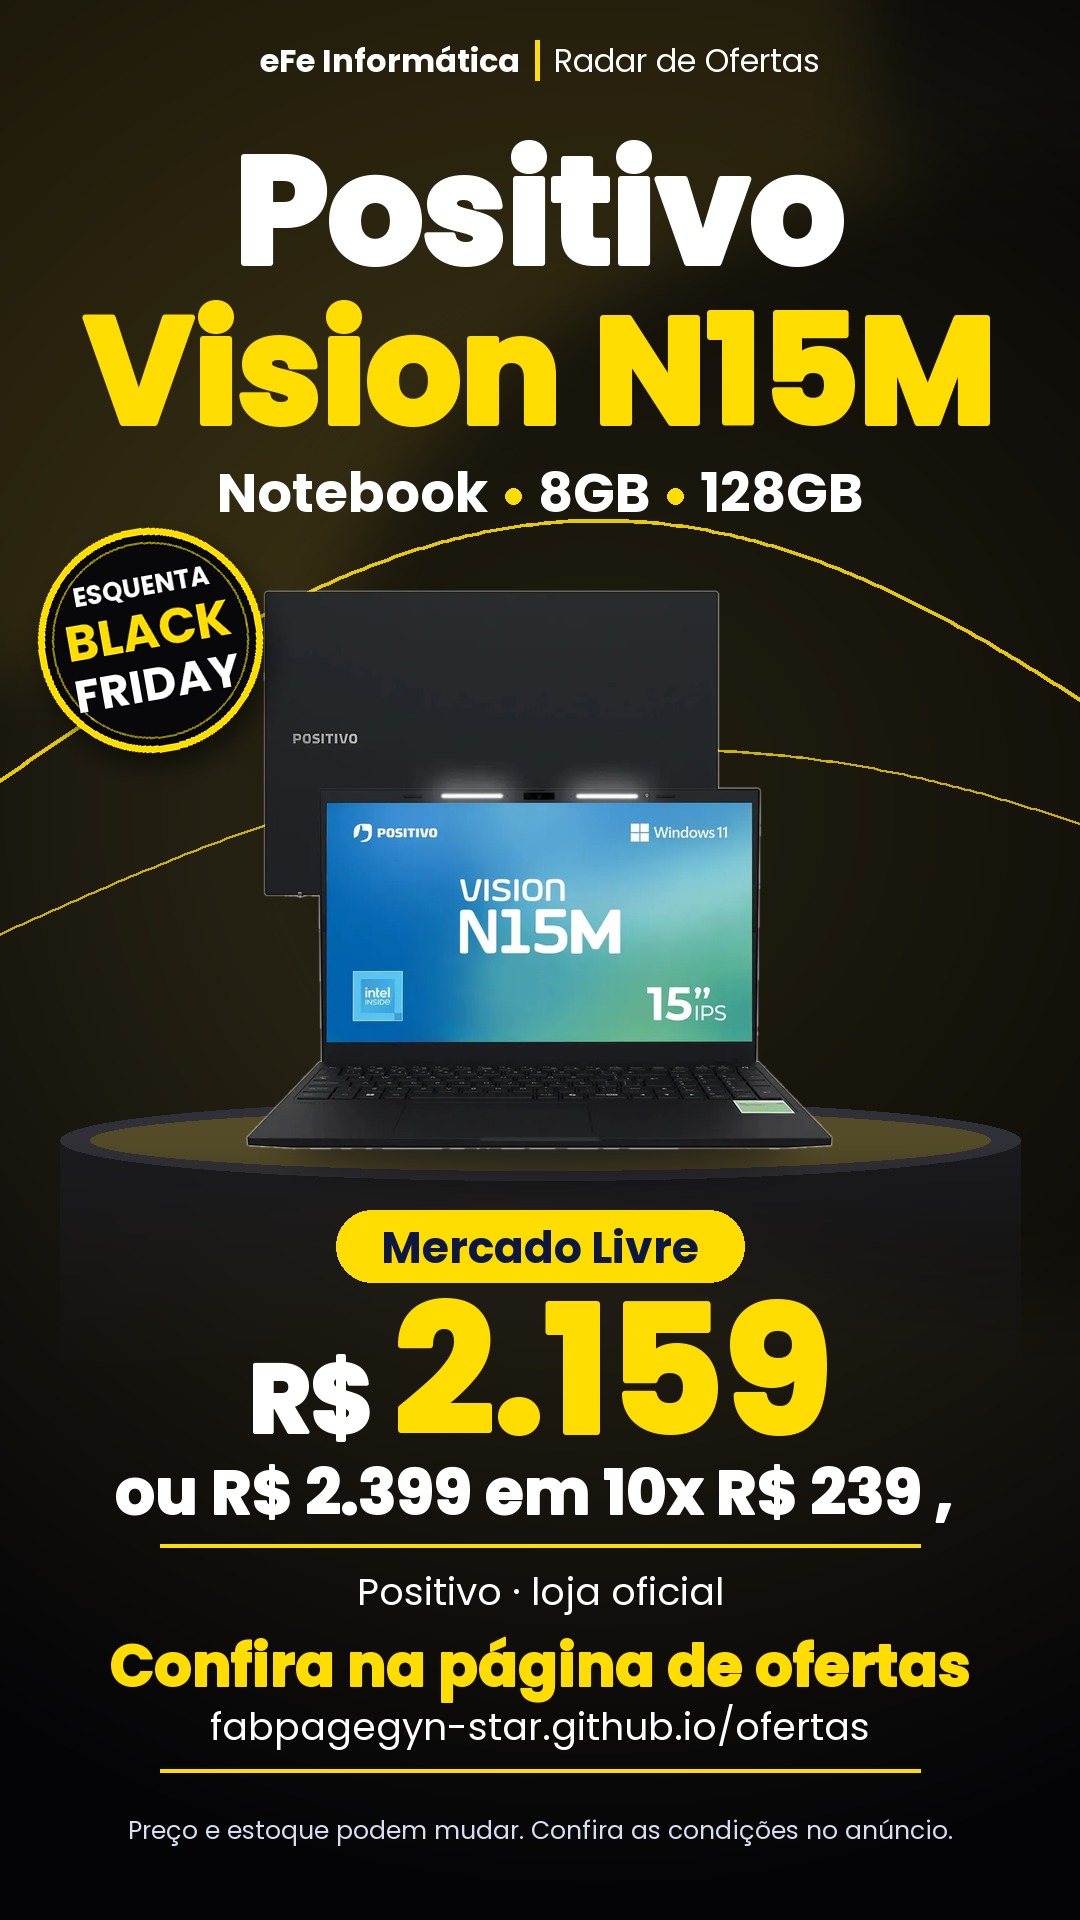 eFe Informática | Radar de Ofertas
Positivo
Vision N15M
Notebook • 8GB • 128GB
ESQUENTA
BLACK
FRIDAY
POSITIVO
POSITIVO
Windows 11
VISION
N15M
intel
INSIDE
15”
IPS
Mercado Livre
R$ 2.159
ou R$ 2.399 em 10x R$ 239 ,
Positivo · loja oficial
Confira na página de ofertas
fabpagegyn-star.github.io/ofertas
Preço e estoque podem mudar. Confira as condições no anúncio.